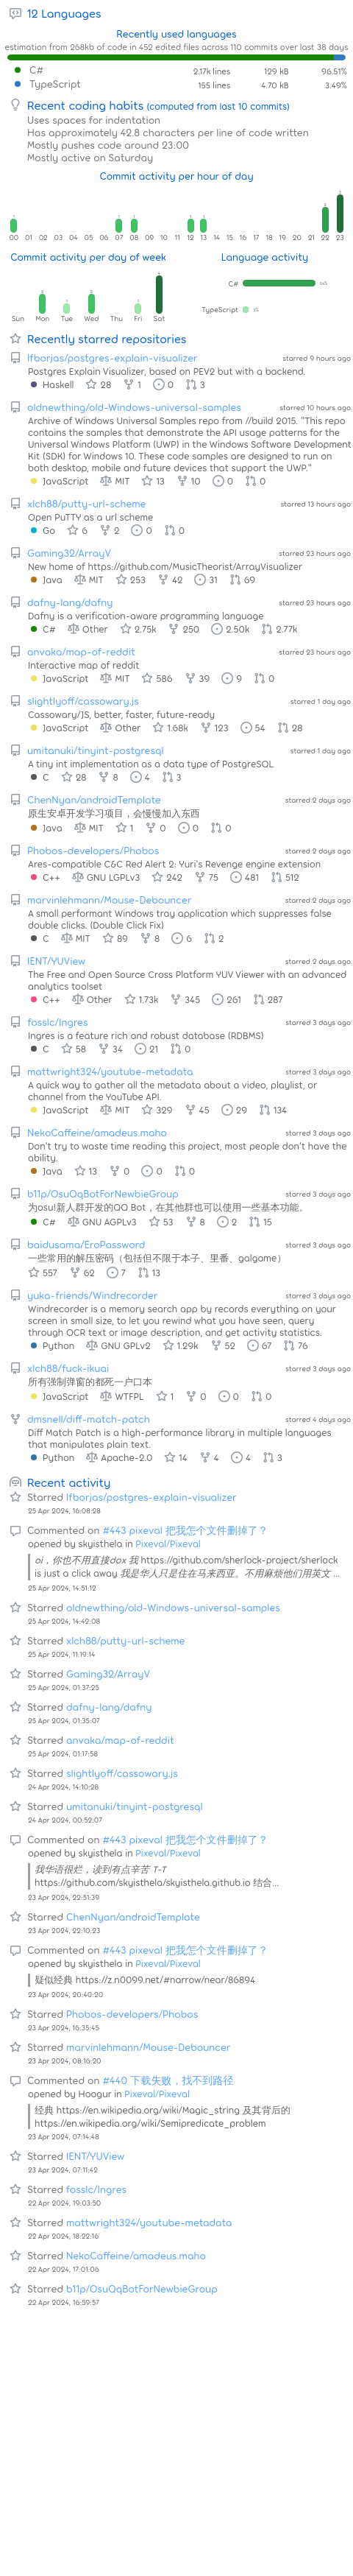 12 Languages
Recently used languages
estimation from 268kb of code in 452 edited files across 110 commits over last 38 days
C# 2.17k lines 129 kB 96.51%
TypeScript 155 lines 4.70 kB 3.49%
Recent coding habits (computed from last 10 commits)
Uses spaces for indentation
Has approximately 42.8 characters per line of code written
Mostly pushes code around 23:00
Mostly active on Saturday
Commit activity per hour of day
00 01 02 03 04 05 06 07 08 09 10 11 12 13 14 15 16 17 18 19 20 21 22 23
Commit activity per day of week
Language activity
C#
TypeScript
Sun Mon Tue Wed Thu Fri Sat
Recently starred repositories
lfborjas/postgres-explain-visualizer starred 9 hours ago
Postgres Explain Visualizer, based on PEV2 but with a backend.
Haskell 28 1 0 3
oldnewthing/old-Windows-universal-samples starred 10 hours ago
Archive of Windows Universal Samples repo from //build 2015. "This repo
contains the samples that demonstrate the API usage patterns for the
Universal Windows Platform (UWP) in the Windows Software Development
Kit (SDK) for Windows 10. These code samples are designed to run on
both desktop, mobile and future devices that support the UWP."
JavaScript MIT 13 10 0 0
xlch88/putty-url-scheme starred 13 hours ago
Open PuTTY as a url scheme
Go 6 2 0 0
Gaming32/ArrayV starred 23 hours ago
New home of https://github.com/MusicTheorist/ArrayVisualizer
Java MIT 253 42 31 69
dafny-lang/dafny starred 23 hours ago
Dafny is a verification-aware programming language
C# Other 2.75k 250 2.50k 2.77k
anvaka/map-of-reddit starred 23 hours ago
Interactive map of reddit
JavaScript MIT 586 39 9 0
slightlyoff/cassowary.js starred 1 day ago
Cassowary/JS, better, faster, future-ready
JavaScript Other 1.68k 123 54 28
umitanuki/tinyint-postgresql starred 1 day ago
A tiny int implementation as a data type of PostgreSQL
C 28 8 4 3
ChenNyan/androidTemplate starred 2 days ago
原生安卓开发学习项目，会慢慢加入东西
Java MIT 1 0 0 0
Phobos-developers/Phobos starred 2 days ago
Ares-compatible C&C Red Alert 2: Yuri's Revenge engine extension
C++ GNU LGPLv3 242 75 481 512
marvinlehmann/Mouse-Debouncer starred 2 days ago
A small permanent Windows tray application which suppresses false
double clicks. (Double Click Fix)
C MIT 89 8 6 2
IENT/YUView starred 2 days ago
The Free and Open Source Cross Platform YUV Viewer with an advanced
analytics toolset
C++ Other 1.73k 345 261 287
fosslc/Ingres starred 3 days ago
Ingres is a feature rich and robust database (RDBMS)
C 58 34 21 0
mattwright324/youtube-metadata starred 3 days ago
A quick way to gather all the metadata about a video, playlist, or
channel from the YouTube API.
JavaScript MIT 329 45 29 134
NekoCaffeine/amadeus.maho starred 3 days ago
Don't try to waste time reading this project, most people don't have the
ability.
Java 13 0 0 0
b11p/OsuQqBotForNewbieGroup starred 3 days ago
为osu!新人群开发的QQ Bot，在其他群也可以使用一些基本功能。
C# GNU AGPLv3 53 8 2 15
baidusama/EroPassword starred 3 days ago
一些常用的解压密码（包括但不限于本子、里番、galgame）
557 62 7 13
yuka-friends/Windrecorder starred 3 days ago
Windrecorder is a memory search app by records everything on your
screen in small size, to let you rewind what you have seen, query
through OCR text or image description, and get activity statistics.
Python GNU GPLv2 1.29k 52 67 76
xlch88/fuck-ikuai starred 3 days ago
所有强制弹窗的都死一户口本
JavaScript WTFPL 1 0 0 0
dmsnell/diff-match-patch starred 4 days ago
Diff Match Patch is a high-performance library in multiple languages
that manipulates plain text.
Python Apache-2.0 14 4 4 3
Recent activity
Starred lfborjas/postgres-explain-visualizer
25 Apr 2024, 16:08:28
Commented on #443 pixeval 把我怎个文件删掉了？
opened by skyisthela in Pixeval/Pixeval
oi，你也不用直接dox 我 https://github.com/sherlock-project/sherlock
is just a click away 我是华人只是住在马来西亚。不用麻烦他们用英文 ...
25 Apr 2024, 14:51:12
Starred oldnewthing/old-Windows-universal-samples
25 Apr 2024, 14:42:08
Starred xlch88/putty-url-scheme
25 Apr 2024, 11:19:14
Starred Gaming32/ArrayV
25 Apr 2024, 01:37:25
Starred dafny-lang/dafny
25 Apr 2024, 01:35:07
Starred anvaka/map-of-reddit
25 Apr 2024, 01:17:58
Starred slightlyoff/cassowary.js
24 Apr 2024, 14:10:28
Starred umitanuki/tinyint-postgresql
24 Apr 2024, 00:52:07
Commented on #443 pixeval 把我怎个文件删掉了？
opened by skyisthela in Pixeval/Pixeval
我华语很烂，读到有点辛苦 T-T
https://github.com/skyisthela/skyisthela.github.io 结合...
23 Apr 2024, 22:51:39
Starred ChenNyan/androidTemplate
23 Apr 2024, 22:10:23
Commented on #443 pixeval 把我怎个文件删掉了？
opened by skyisthela in Pixeval/Pixeval
疑似经典 https://z.n0099.net/#narrow/near/86894
23 Apr 2024, 20:40:20
Starred Phobos-developers/Phobos
23 Apr 2024, 16:35:45
Starred marvinlehmann/Mouse-Debouncer
23 Apr 2024, 08:16:20
Commented on #440 下载失败，找不到路径
opened by Hoogur in Pixeval/Pixeval
经典 https://en.wikipedia.org/wiki/Magic_string 及其背后的
https://en.wikipedia.org/wiki/Semipredicate_problem
23 Apr 2024, 07:14:48
Starred IENT/YUView
23 Apr 2024, 07:11:42
Starred fosslc/Ingres
22 Apr 2024, 19:03:50
Starred mattwright324/youtube-metadata
22 Apr 2024, 18:22:16
Starred NekoCaffeine/amadeus.maho
22 Apr 2024, 17:01:06
Starred b11p/OsuQqBotForNewbieGroup
22 Apr 2024, 16:59:57